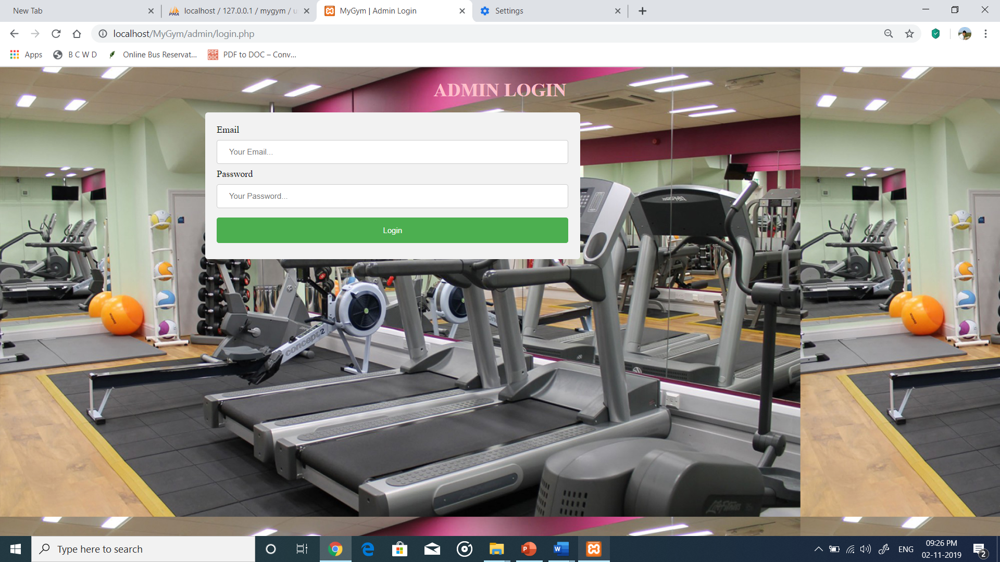 New Tab
localhost / 127.0.0.1 / mygym / u
MyGym | Admin Login
Settings
localhost/MyGym/admin/login.php
Apps
B C W D
Online Bus Reservat...
PDF to DOC – Conv...
ADMIN LOGIN
Email
Your Email...
Password
Your Password...
Login
concept 2
Type here to search
ENG
09:26 PM
02-11-2019
2